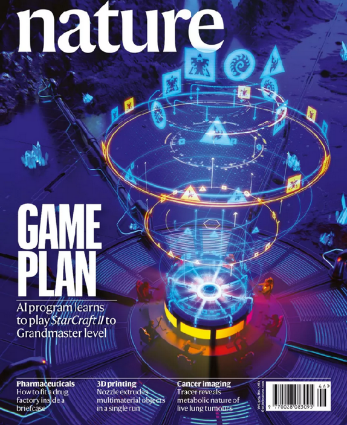 nature
GAME
PLAN
AI program learns
to play StarCraft II to
Grandmaster level
Pharmaceuticals
How to fit a drug
factory inside a
briefcase
3D printing
Nozzle extrudes
multimaterial objects
in a single run
Cancer imaging
Tracer reveals
metabolic nature of
live lung tumours